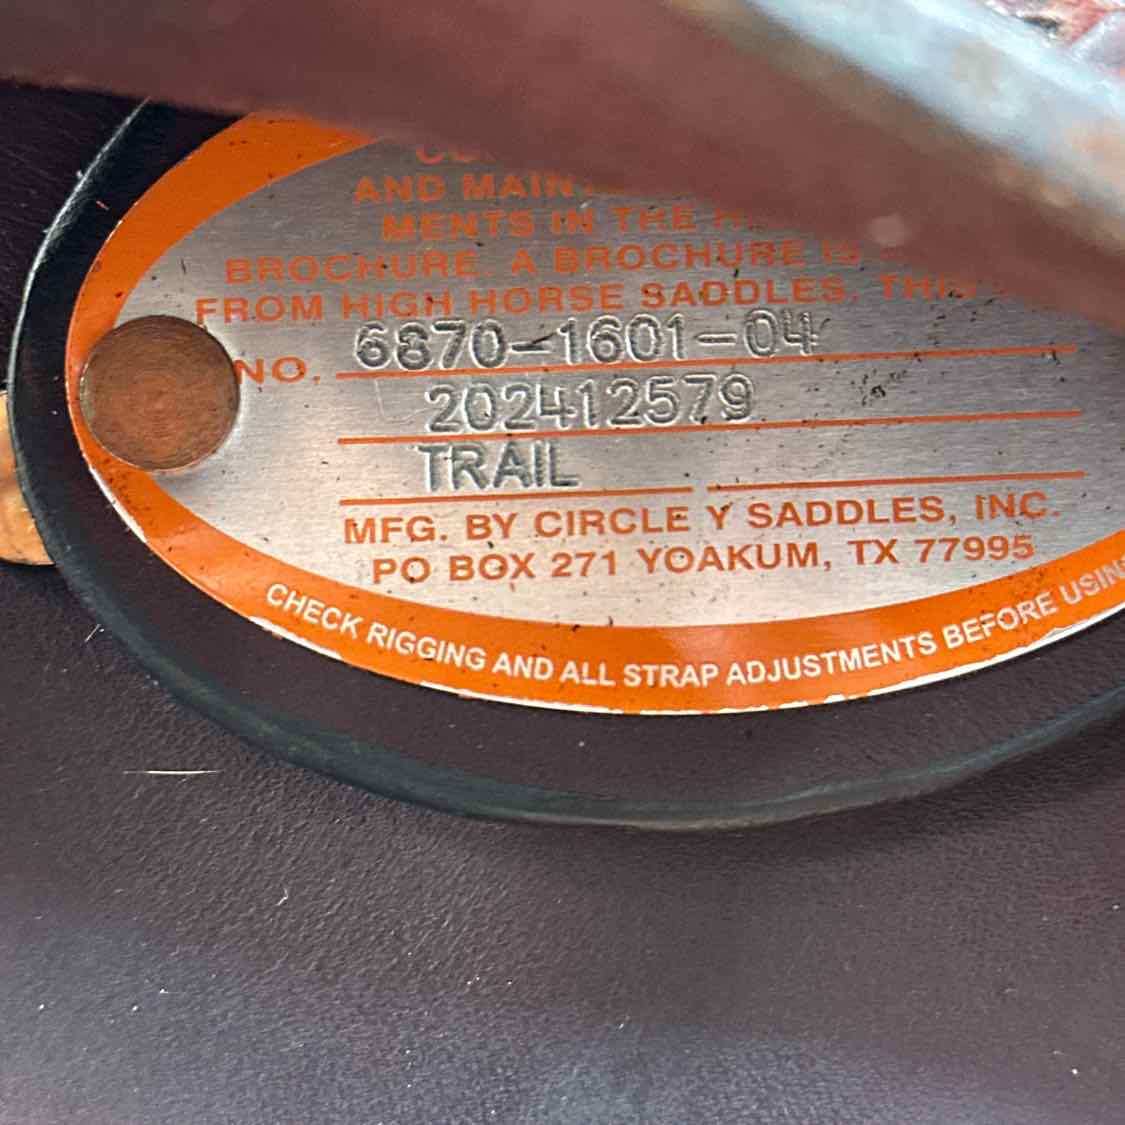 AND
MENTS IN THE
BROCHURE. A BROCHURE IS
FROM HIGH HORSE SADDLES. THIS
NO. 6870-1601-04
202412579
TRAIL
MFG. BY CIRCLE Y SADDLES, INC.
PO BOX 271 YOAKUM, TX 77995
CHECK RIGGING AND ALL STRAP ADJUSTMENTS BEFORE USING